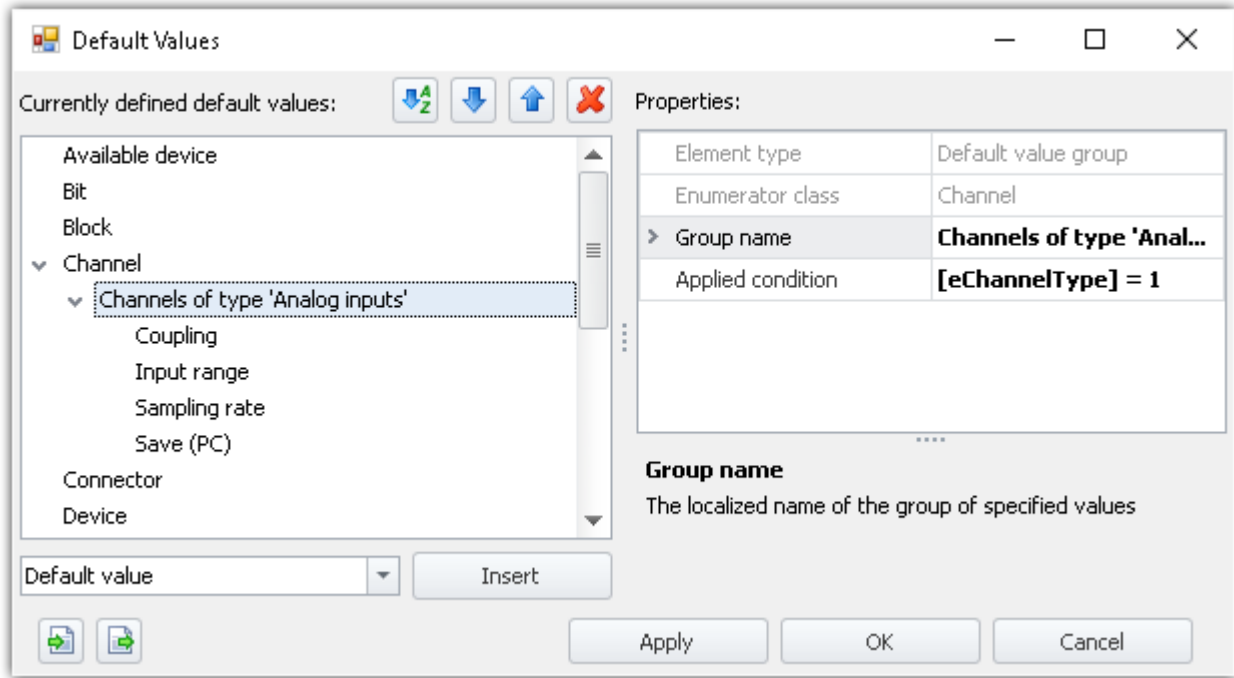 Default Values
Currently defined default values:
Available device
Bit
Block
Channel
Channels of type 'Analog inputs'
Coupling
Input range
Sampling rate
Save (PC)
Connector
Device
Default value
Insert
Properties:
Element type Default value group
Enumerator class Channel
Group name Channels of type 'Anal...
Applied condition [eChannelType] = 1
Group name
The localized name of the group of specified values
Apply
OK
Cancel